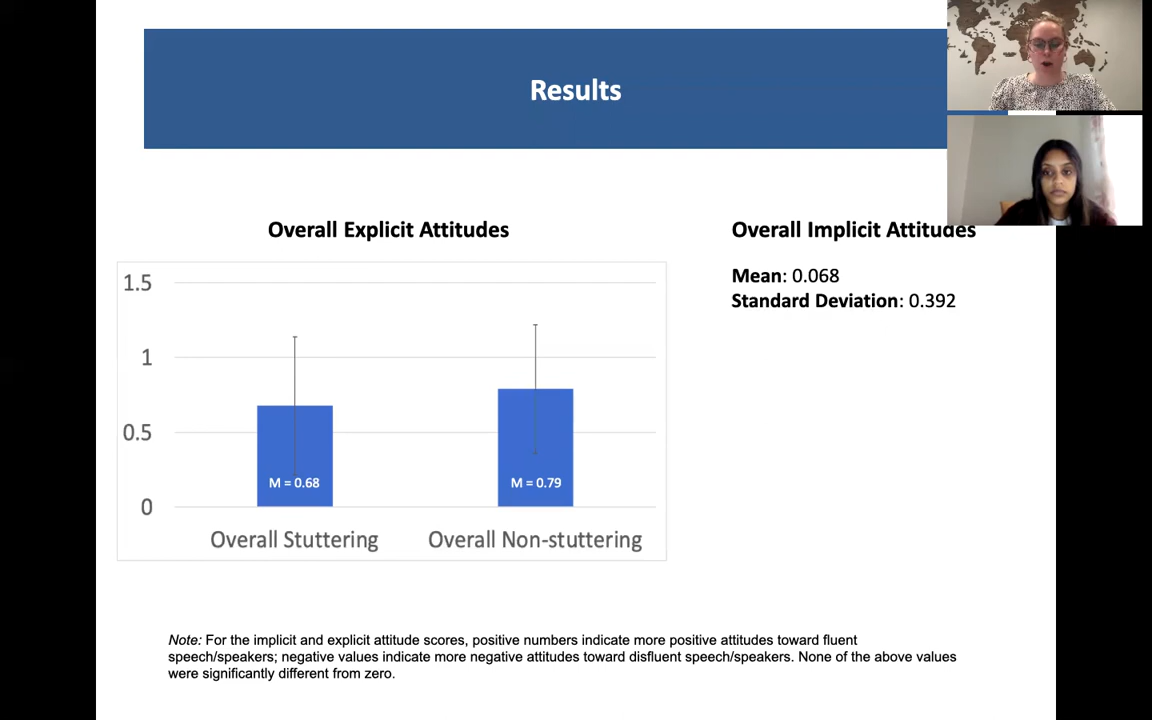 Results
Overall Explicit Attitudes
1.5
1
0.5
0
M = 0.68
M = 0.79
Overall Stuttering
Overall Non-stuttering
Overall Implicit Attitudes
Mean: 0.068
Standard Deviation: 0.392
Note: For the implicit and explicit attitude scores, positive numbers indicate more positive attitudes toward fluent
speech/speakers; negative values indicate more negative attitudes toward disfluent speech/speakers. None of the above values
were significantly different from zero.